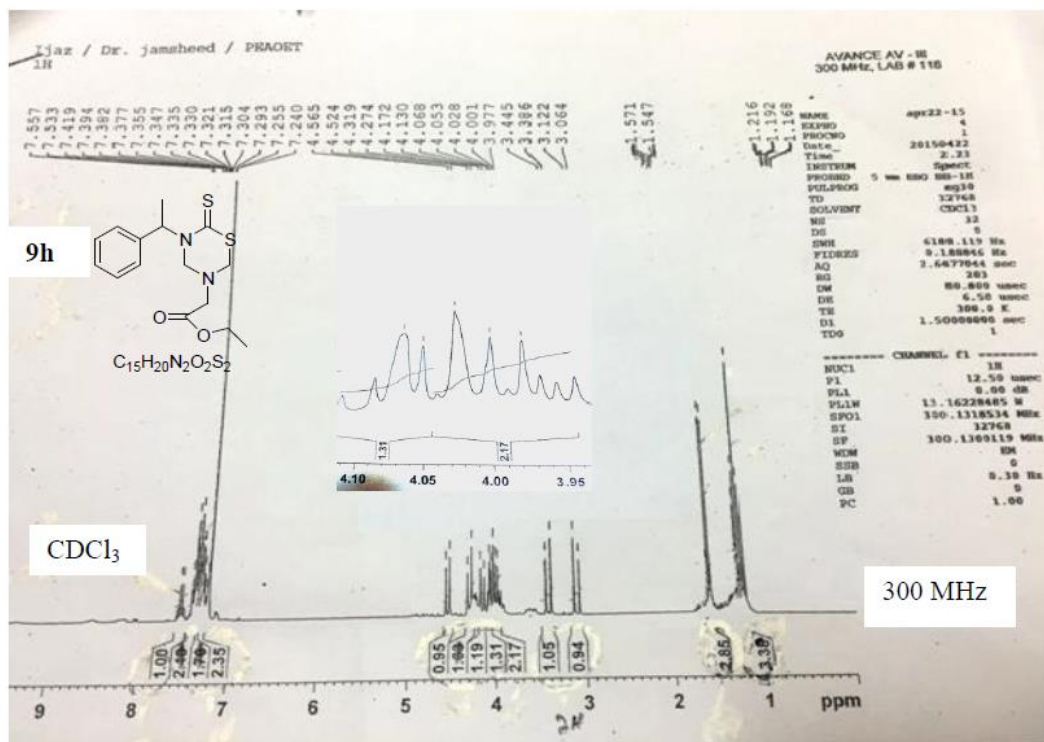 Ijaz / Dr. jamsheed / PEAOET
1H
AVANCE AV - III
300 MHz, LAB # 118
7.557
7.533
7.419
7.394
7.382
7.377
7.355
7.347
7.335
7.330
7.321
7.315
7.304
7.293
7.255
7.240
4.565
4.524
4.319
4.274
4.172
4.130
4.068
4.053
4.028
4.001
3.977
3.445
3.386
3.122
3.064
1.571
1.547
1.216
1.192
1.168
NAME apr22-15
EXPNO 4
PROCNO 1
Date_ 20150422
Time 2.23
INSTRUM Spect
PROBHD 5 mm BBO BB-1H
PULPROG zg30
TD 32768
SOLVENT CDCl3
NS 32
DS 0
SWH 6188.119 Hz
FIDRES 0.188846 Hz
AQ 2.6477044 sec
RG 203
DW 80.800 usec
DE 6.50 usec
TE 300.0 K
D1 1.50000000 sec
TD0 1
======== CHANNEL f1 ========
NUC1 1H
P1 12.50 usec
PL1 0.00 dB
PL1W 13.16228485 W
SFO1 300.1318534 MHz
SI 32768
SF 300.1300119 MHz
WDW EM
SSB 0
LB 0.30 Hz
GB 0
PC 1.00
9h
S
N
S
N
O
O
C15H20N2O2S2
1.31
2.17
4.10 4.05 4.00 3.95
CDCl3
300 MHz
1.00
1.70
2.35
0.95
1.19
1.31
2.17
1.05
0.94
2.85
3.38
9 8 7 6 5 4 3 2 1 ppm